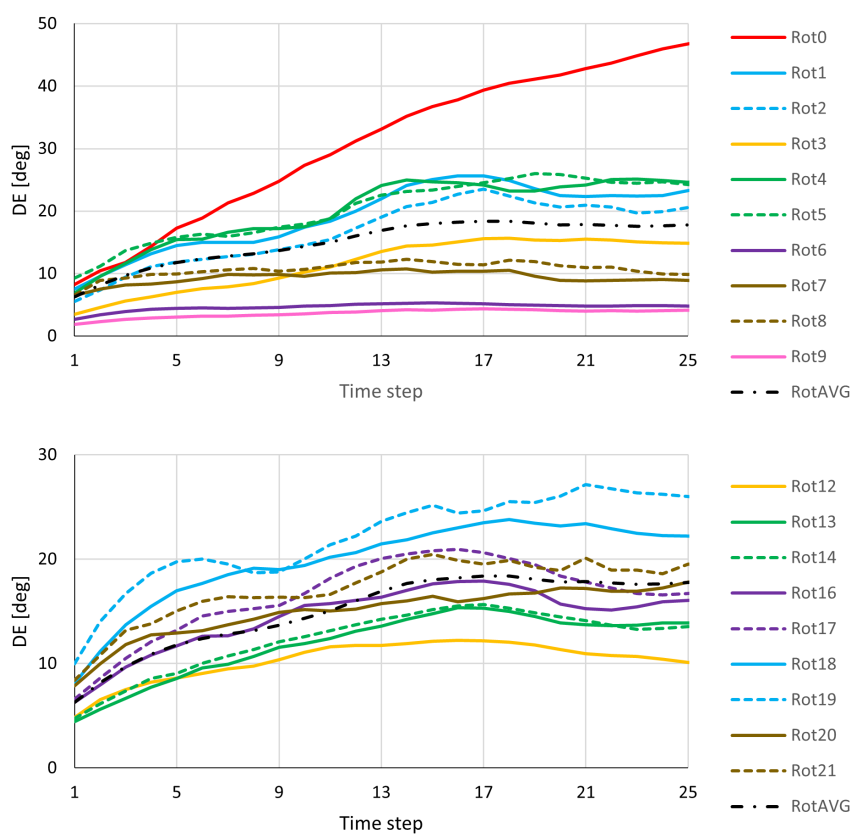 50
40
30
20
10
0
DE [deg]
1 5 9 13 17 21 25
Time step
Rot0
Rot1
Rot2
Rot3
Rot4
Rot5
Rot6
Rot7
Rot8
Rot9
RotAVG
30
20
10
0
DE [deg]
1 5 9 13 17 21 25
Time step
Rot12
Rot13
Rot14
Rot16
Rot17
Rot18
Rot19
Rot20
Rot21
RotAVG